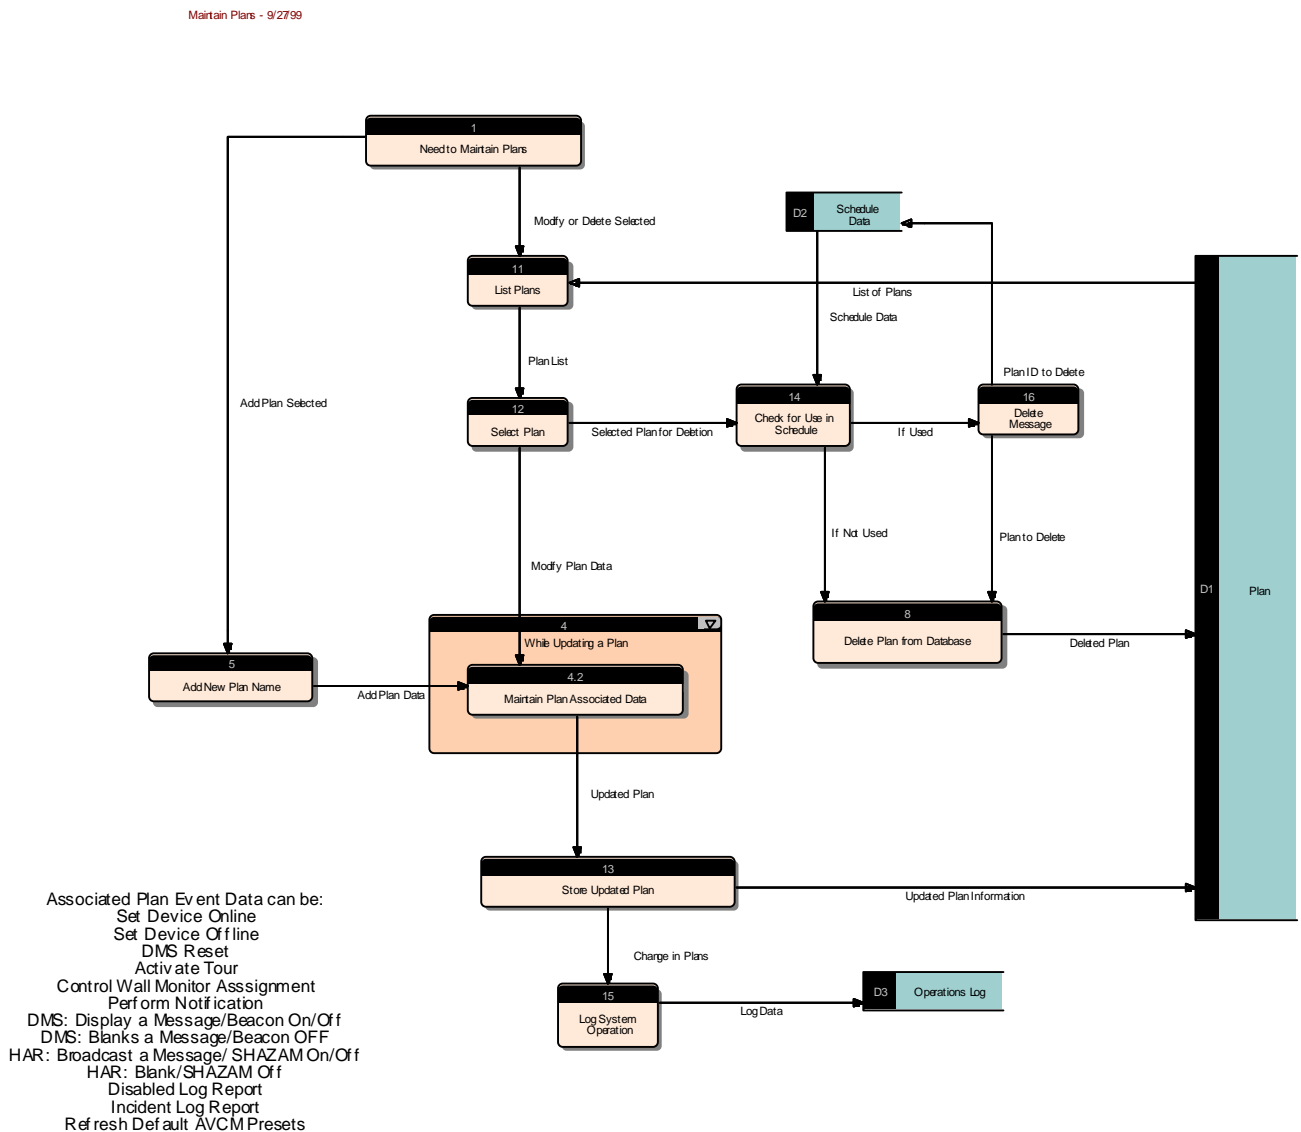 Maintain Plans - 9/27/99
1
Need to Maintain Plans
Modify or Delete Selected
D2
Schedule
Data
11
List Plans
List of Plans
Schedule Data
Plan List
Plan ID to Delete
Add Plan Selected
12
Select Plan
Selected Plan for Deletion
14
Check for Use in
Schedule
If Used
16
Delete
Message
If Not Used
Plan to Delete
Modify Plan Data
D1
Plan
4
While Updating a Plan
8
Delete Plan from Database
Deleted Plan
5
Add New Plan Name
Add Plan Data
4.2
Maintain Plan Associated Data
Updated Plan
13
Store Updated Plan
Updated Plan Information
Change in Plans
15
Log System
Operation
Log Data
D3
Operations Log
Associated Plan Event Data can be:
Set Device Online
Set Device Offline
DMS Reset
Activate Tour
Control Wall Monitor Asssignment
Perform Notification
DMS: Display a Message/Beacon On/Off
DMS: Blanks a Message/Beacon OFF
HAR: Broadcast a Message/ SHAZAM On/Off
HAR: Blank/SHAZAM Off
Disabled Log Report
Incident Log Report
Refresh Default AVCM Presets